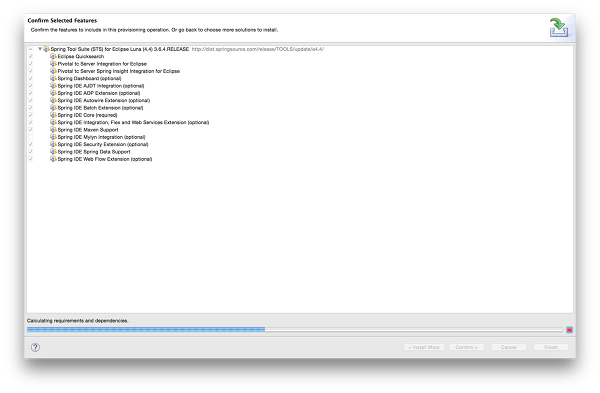 Confirm Selected Features
Confirm the features to include in this provisioning operation. Or go back to choose more solutions to install.
Spring Tool Suite (STS) for Eclipse Luna (4.4) 3.6.4.RELEASE http://dist.springsource.com/release/TOOLS/update/e4.4/
Eclipse Quicksearch
Pivotal tc Server Integration for Eclipse
Pivotal tc Server Spring Insight Integration for Eclipse
Spring Dashboard (optional)
Spring IDE AJDT Integration (optional)
Spring IDE AOP Extension (optional)
Spring IDE Autowire Extension (optional)
Spring IDE Batch Extension (optional)
Spring IDE Core (required)
Spring IDE Integration, Flex and Web Services Extension (optional)
Spring IDE Maven Support
Spring IDE Mylyn Integration (optional)
Spring IDE Security Extension (optional)
Spring IDE Spring Data Support
Spring IDE Web Flow Extension (optional)
Calculating requirements and dependencies.
?
< Install More
Confirm >
Cancel
Finish